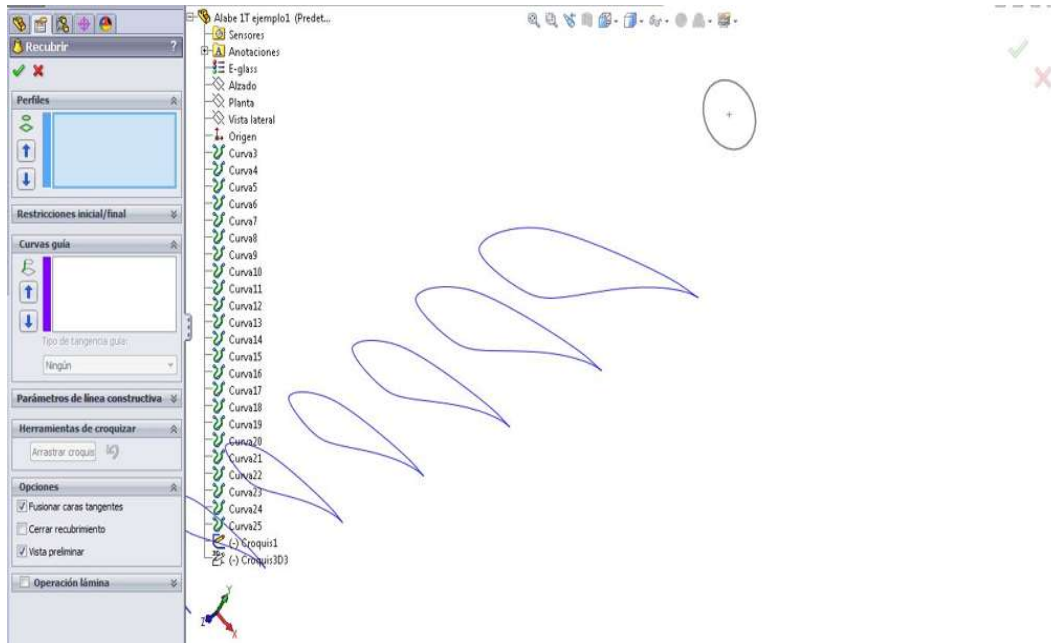 Recubrir ?
Perfiles
Restricciones inicial/final
Curvas guía
Tipo de tangencia guía:
Ningún
Parámetros de línea constructiva
Herramientas de croquizar
Arrastrar croquis
Opciones
Fusionar caras tangentes
Cerrar recubrimiento
Vista preliminar
Operación lámina
Alabe 1T ejemplo1 (Predet...
Sensores
Anotaciones
E-glass
Alzado
Planta
Vista lateral
Origen
Curva3
Curva4
Curva5
Curva6
Curva7
Curva8
Curva9
Curva10
Curva11
Curva12
Curva13
Curva14
Curva15
Curva16
Curva17
Curva18
Curva19
Curva20
Curva21
Curva22
Curva23
Curva24
Curva25
(-) Croquis1
(-) Croquis3D3
Y
Z
X